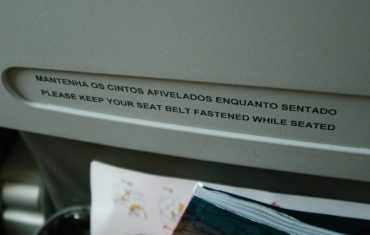 MANTENHA OS CINTOS AFIVELADOS ENQUANTO SENTADO
PLEASE KEEP YOUR SEAT BELT FASTENED WHILE SEATED